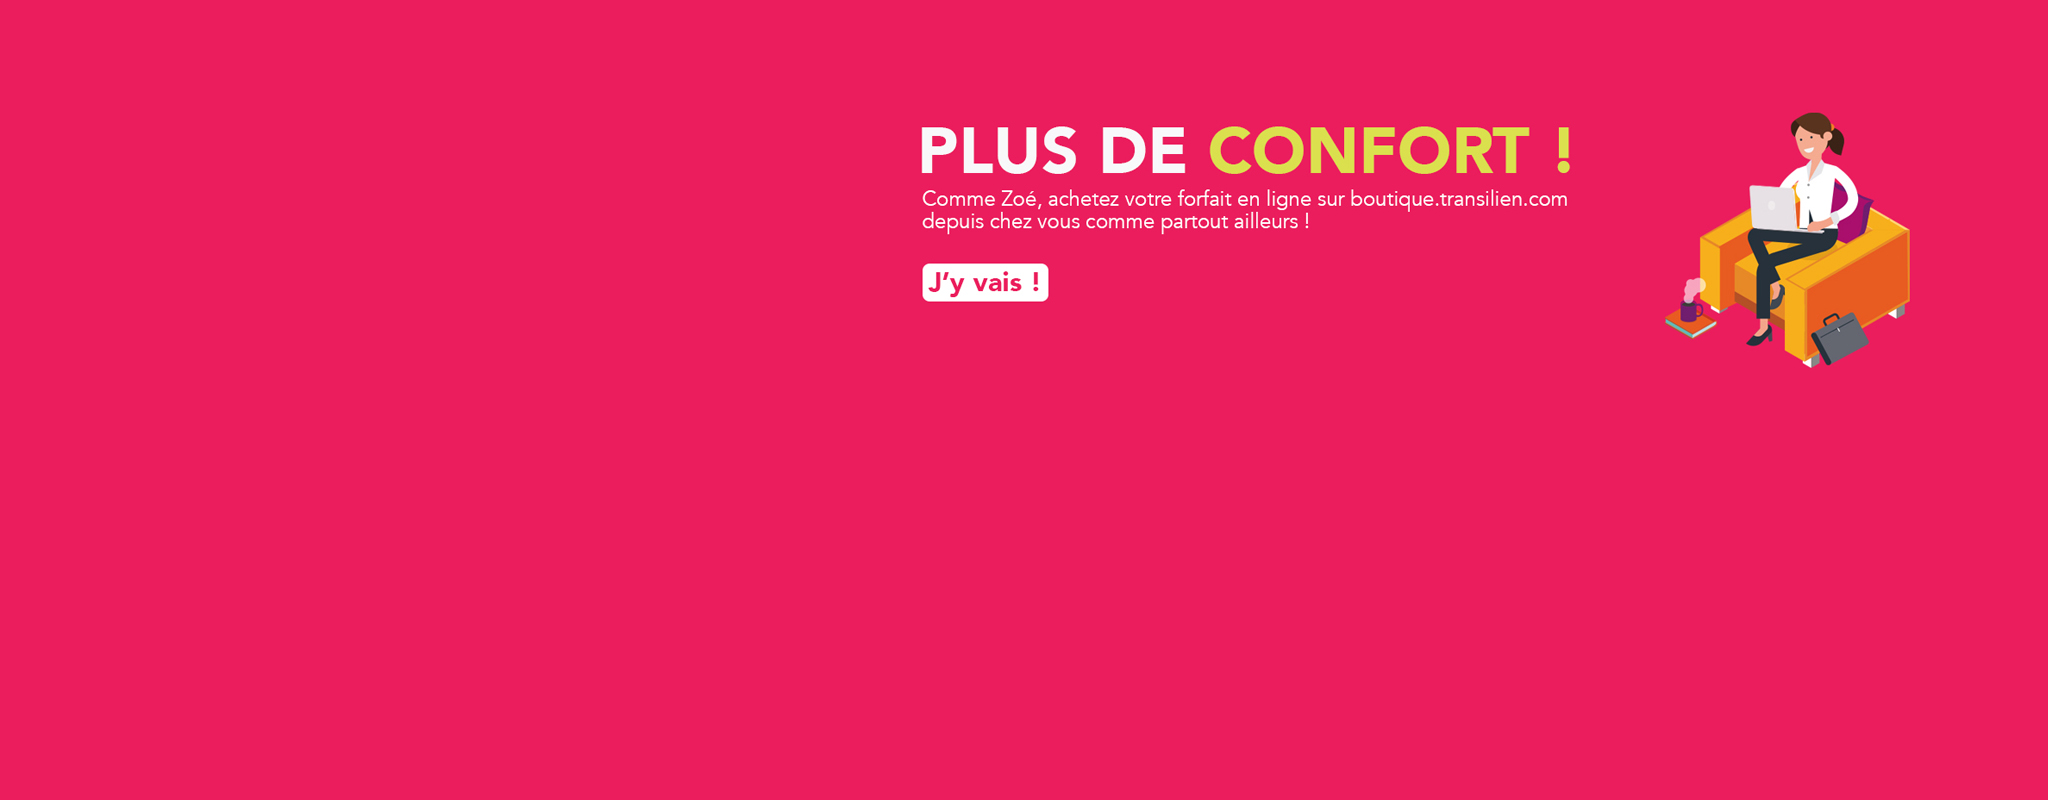 PLUS DE CONFORT !
Comme Zoé, achetez votre forfait en ligne sur boutique.transilien.com
depuis chez vous comme partout ailleurs !
J‘y vais !